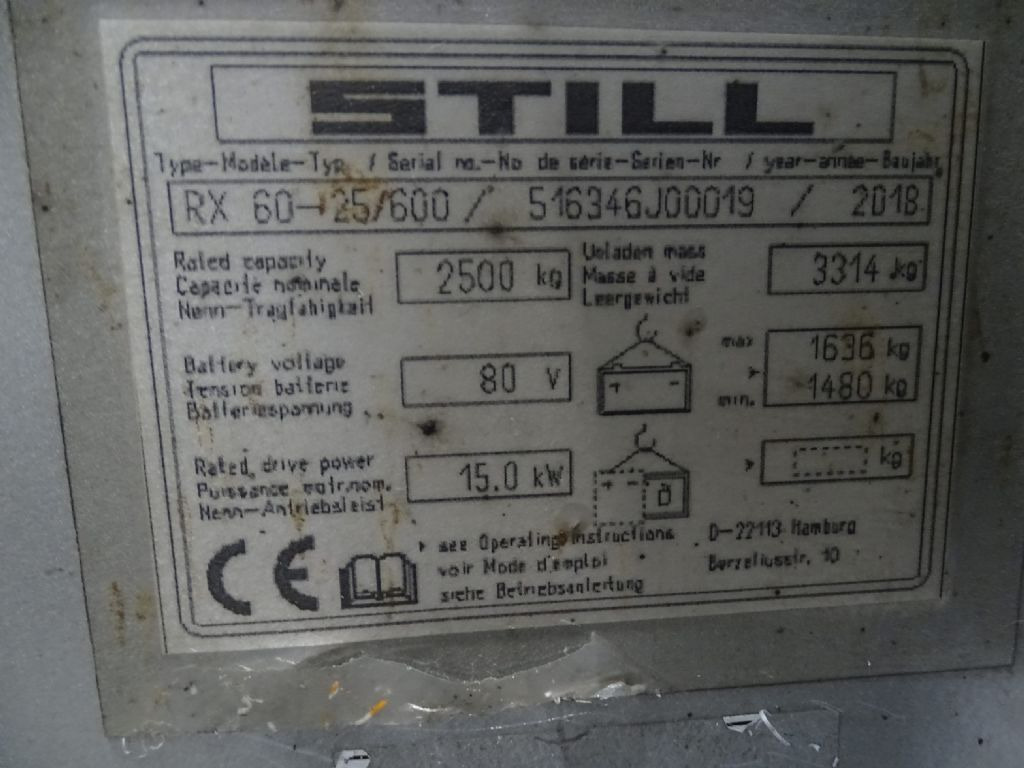 STILL
Type-Modèle-Typ / Serial no.-No de série-Serien-Nr / year-année-Baujahr
RX 60-25/600 / 516346J00019 / 2018
Rated capacity
Capacité nominale
Nenn-Tragfähigkeit
2500 kg
Unladen mass
Masse à vide
Leergewicht
3314 kg
Battery voltage
Tension batterie
Batteriespannung
80 V
+ -
max
1636 kg
min.
1480 kg
Rated drive power
Puissance entr.nom.
Nenn-Antriebsleist.
15.0 kW
+ -
kg
CE
see Operating Instructions
voir Mode d'emploi
siehe Betriebsanleitung
D-22113 Hamburg
Berzeliusstr. 10